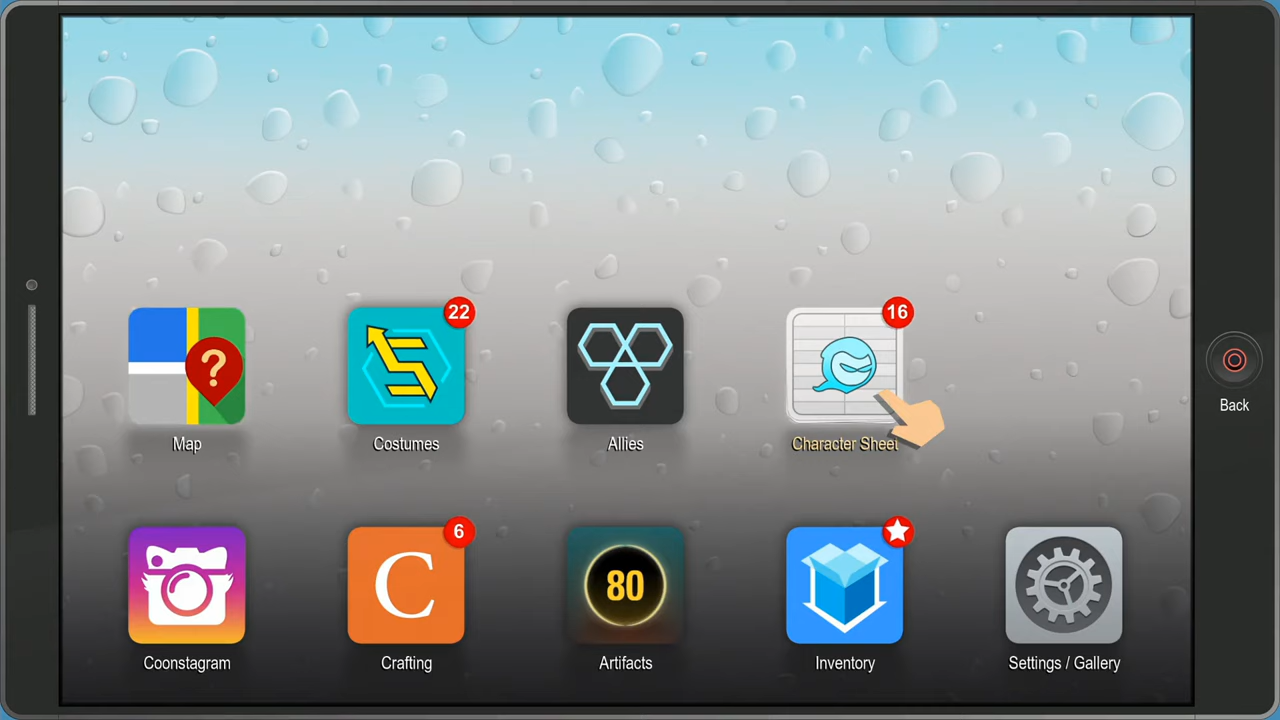 22
16
?
Map
Costumes
Allies
Character Sheet
Back
6
C
80
Coonstagram
Crafting
Artifacts
Inventory
Settings / Gallery